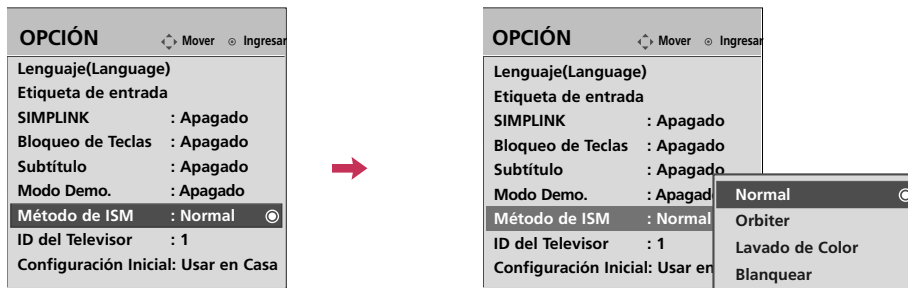 OPCIÓN Mover Ingresar
Lenguaje(Language)
Etiqueta de entrada
SIMPLINK : Apagado
Bloqueo de Teclas : Apagado
Subtítulo : Apagado
Modo Demo. : Apagado
Método de ISM : Normal
ID del Televisor : 1
Configuración Inicial: Usar en Casa
OPCIÓN Mover Ingresar
Lenguaje(Language)
Etiqueta de entrada
SIMPLINK : Apagado
Bloqueo de Teclas : Apagado
Subtítulo : Apagado
Modo Demo. : Apagad
Método de ISM : Normal
ID del Televisor : 1
Configuración Inicial: Usar en
Normal
Orbiter
Lavado de Color
Blanquear